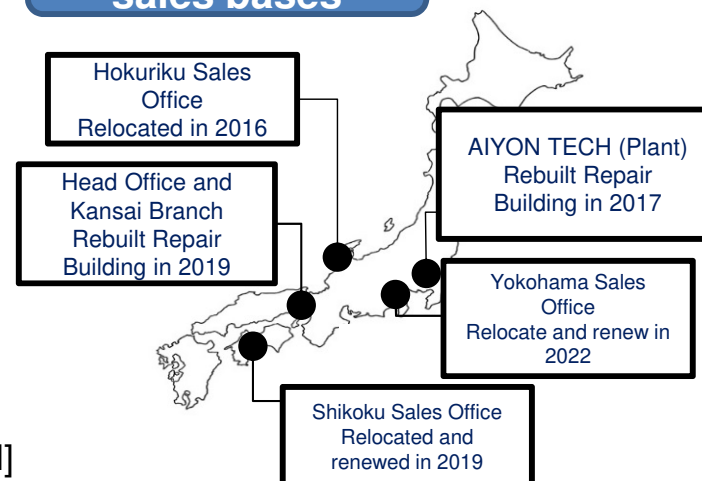 sales bases
Hokuriku Sales
Office
Relocated in 2016
AIYON TECH (Plant)
Rebuilt Repair
Building in 2017
Head Office and
Kansai Branch
Rebuilt Repair
Building in 2019
Yokohama Sales
Office
Relocate and renew in
2022
Shikoku Sales Office
Relocated and
renewed in 2019
]